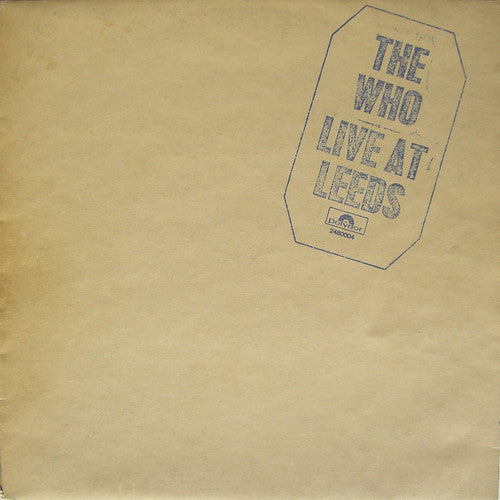 THE
WHO
LIVE AT
LEEDS
polydor
2480004